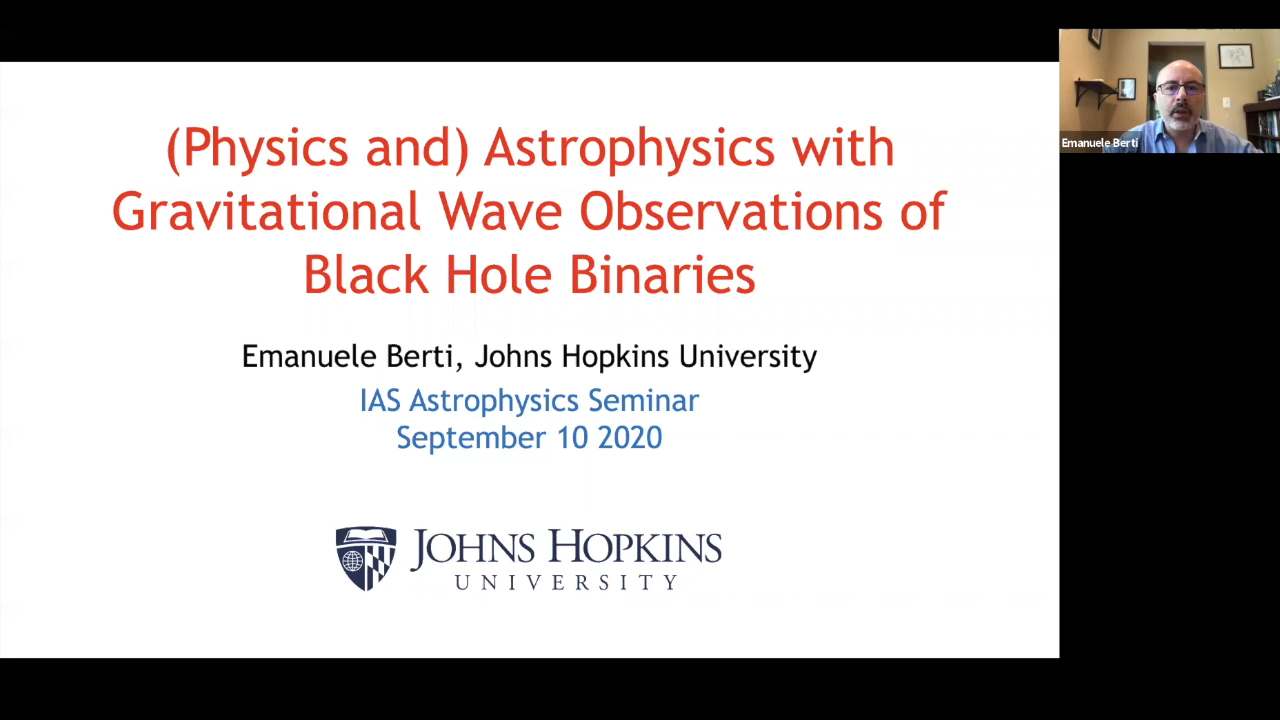 (Physics and) Astrophysics with
Gravitational Wave Observations of
Black Hole Binaries
Emanuele Berti, Johns Hopkins University
IAS Astrophysics Seminar
September 10 2020
JOHNS HOPKINS
UNIVERSITY
Emanuele Berti